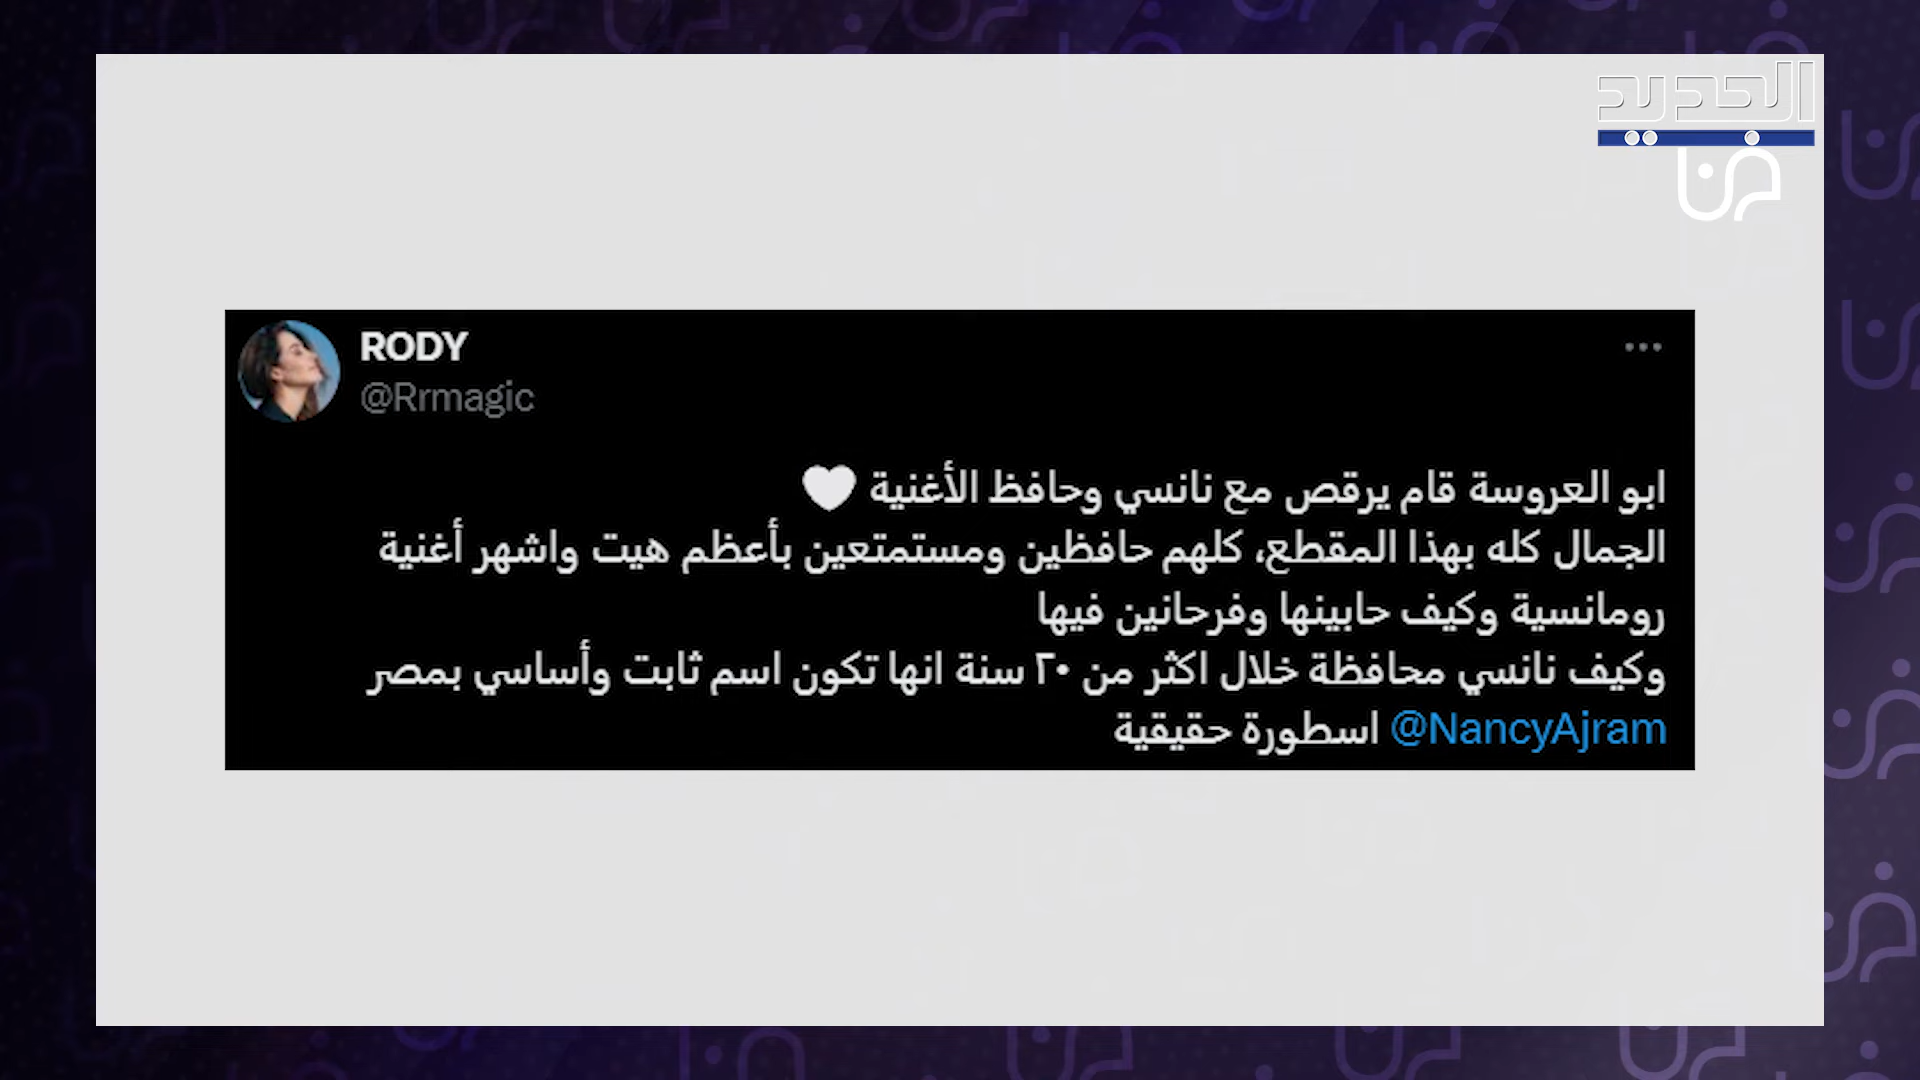 الجديد
فن
RODY
@Rrmagic
ابو العروسة قام يرقص مع نانسي وحافظ الأغنية 🤍
الجمال كله بهذا المقطع، كلهم حافظين ومستمتعين بأعظم هيت واشهر أغنية
رومانسية وكيف حابينها وفرحانين فيها
وكيف نانسي محافظة خلال اكثر من ٢٠ سنة انها تكون اسم ثابت وأساسي بمصر
@NancyAjram اسطورة حقيقية